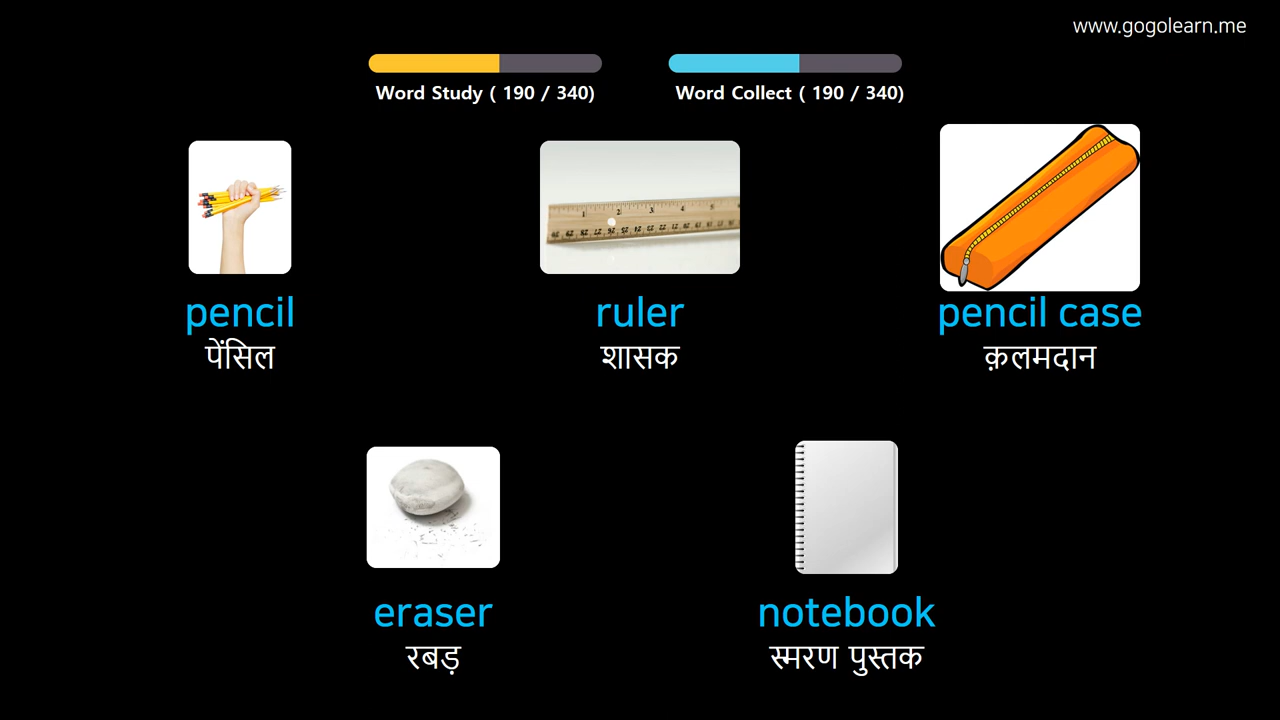 www.gogolearn.me
Word Study ( 190 / 340)
Word Collect ( 190 / 340)
pencil
पेंसिल
ruler
शासक
pencil case
क़लमदान
eraser
रबड़
notebook
स्मरण पुस्तक